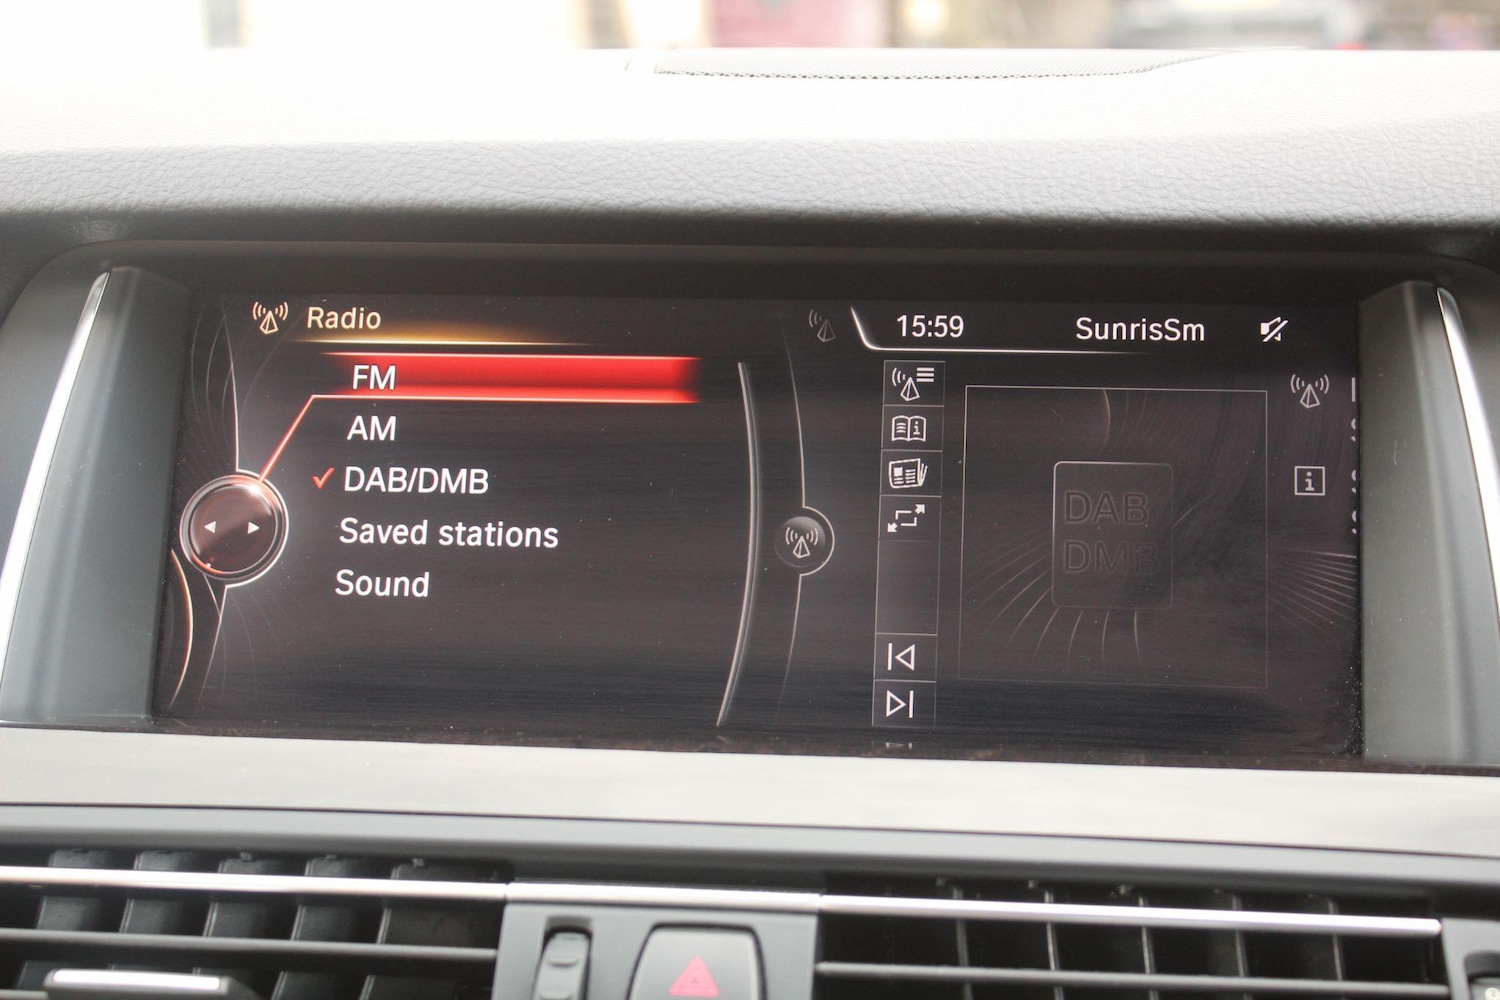 Radio
FM
AM
DAB/DMB
Saved stations
Sound
15:59
SunrisSm
DAB
DMB